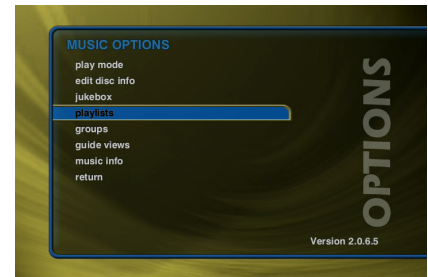 MUSIC OPTIONS
play mode
edit disc info
jukebox
playlists
groups
guide views
music info
return
OPTIONS
Version 2.0.6.5